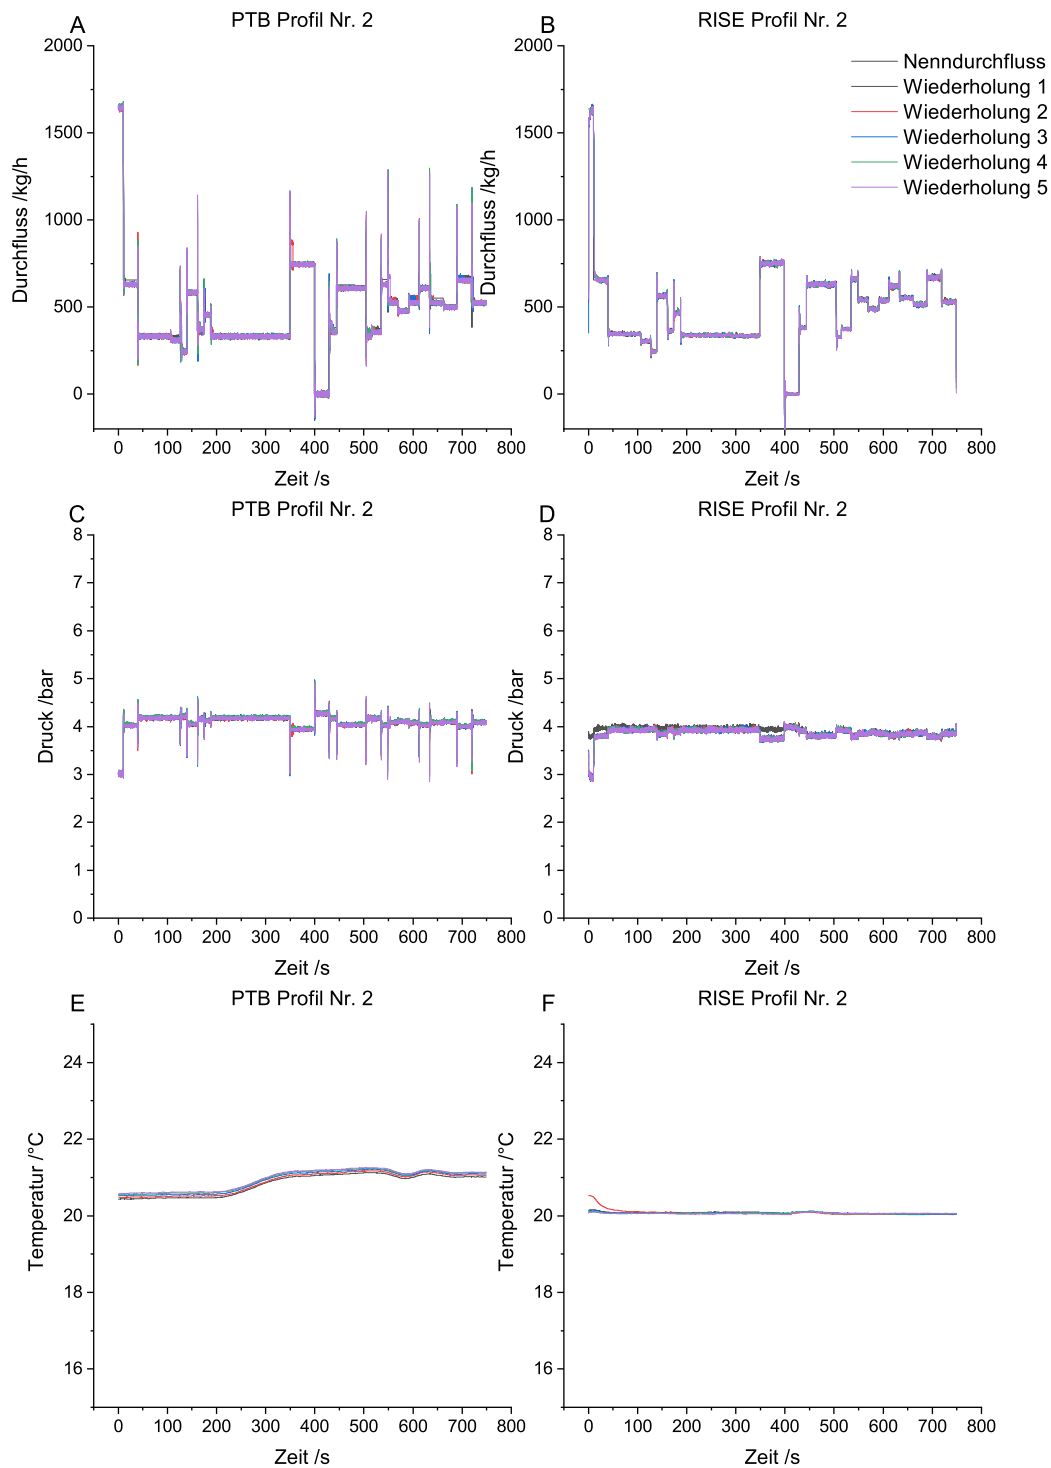 A
PTB Profil Nr. 2
2000
1500
1000
500
0
Durchfluss /kg/h
0 100 200 300 400 500 600 700 800
Zeit /s
B
RISE Profil Nr. 2
2000
1500
1000
500
0
Durchfluss /kg/h
Nenndurchfluss
Wiederholung 1
Wiederholung 2
Wiederholung 3
Wiederholung 4
Wiederholung 5
0 100 200 300 400 500 600 700 800
Zeit /s
C
PTB Profil Nr. 2
8
7
6
5
4
3
2
1
0
Druck /bar
0 100 200 300 400 500 600 700 800
Zeit /s
D
RISE Profil Nr. 2
8
7
6
5
4
3
2
1
0
Druck /bar
0 100 200 300 400 500 600 700 800
Zeit /s
E
PTB Profil Nr. 2
24
22
20
18
16
Temperatur /°C
0 100 200 300 400 500 600 700 800
Zeit /s
F
RISE Profil Nr. 2
24
22
20
18
16
Temperatur /°C
0 100 200 300 400 500 600 700 800
Zeit /s